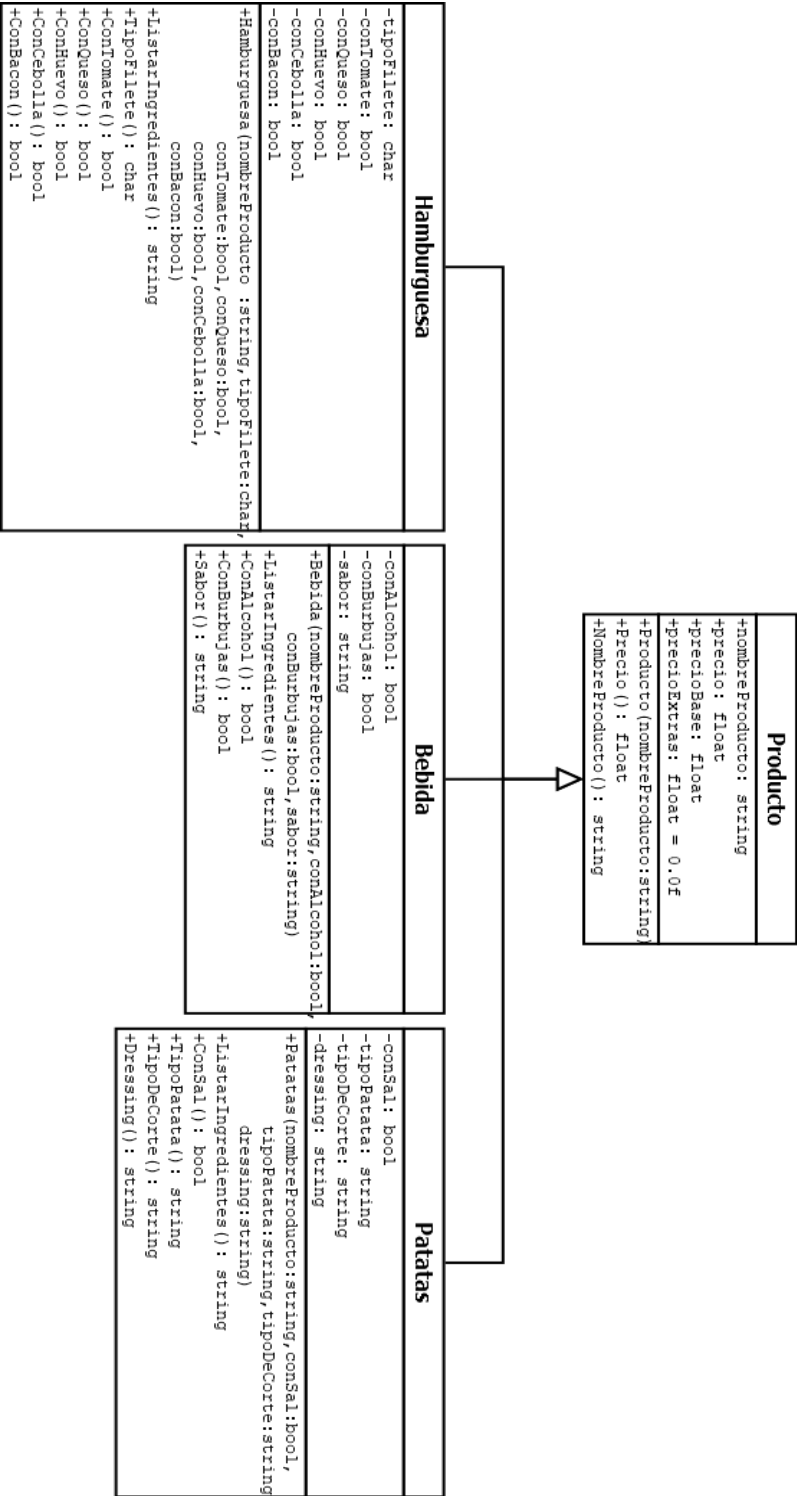 Producto
+nombreProducto: string
+precio: float
+precioBase: float
+precioExtras: float = 0.0f
+Producto(nombreProducto:string)
+Precio(): float
+NombreProducto(): string
Hamburguesa
-tipoFilete: char
-conTomate: bool
-conQueso: bool
-conHuevo: bool
-conCebolla: bool
-conBacon: bool
+Hamburguesa(nombreProducto :string,tipoFilete:char,
conTomate:bool,conQueso:bool,
conHuevo:bool,conCebolla:bool,
conBacon:bool)
+ListarIngredientes(): string
+TipoFilete(): char
+ConTomate(): bool
+ConQueso(): bool
+ConHuevo(): bool
+ConCebolla(): bool
+ConBacon(): bool
Bebida
-conAlcohol: bool
-conBurbujas: bool
-sabor: string
+Bebida(nombreProducto:string,conAlcohol:bool,
conBurbujas:bool,sabor:string)
+ListarIngredientes(): string
+ConAlcohol(): bool
+ConBurbujas(): bool
+Sabor(): string
Patatas
-conSal: bool
-tipoPatata: string
-tipoDeCorte: string
-dressing: string
+Patatas(nombreProducto:string,conSal:bool,
tipoPatata:string,tipoDeCorte:string
dressing:string)
+ListarIngredientes(): string
+ConSal(): bool
+TipoPatata(): string
+TipoDeCorte(): string
+Dressing(): string